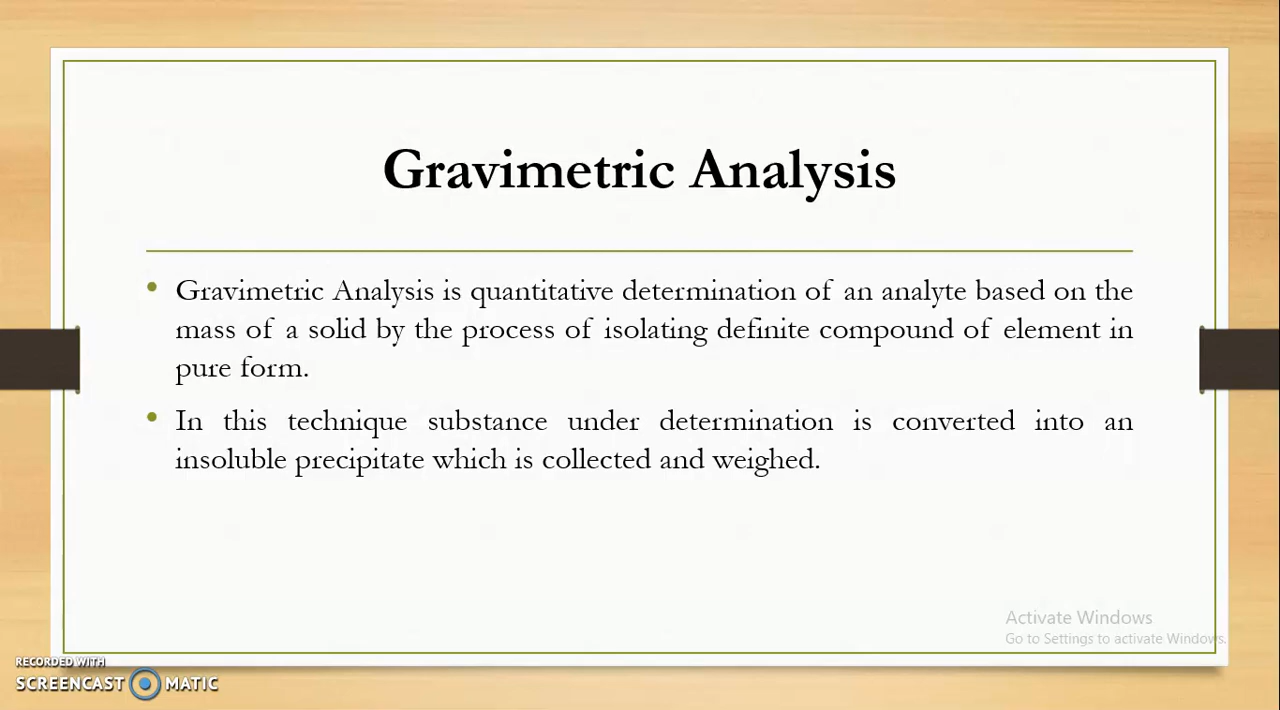 Gravimetric Analysis
• Gravimetric Analysis is quantitative determination of an analyte based on the
mass of a solid by the process of isolating definite compound of element in
pure form.
• In this technique substance under determination is converted into an
insoluble precipitate which is collected and weighed.
Activate Windows
Go to Settings to activate Windows.
RECORDED WITH
SCREENCAST MATIC